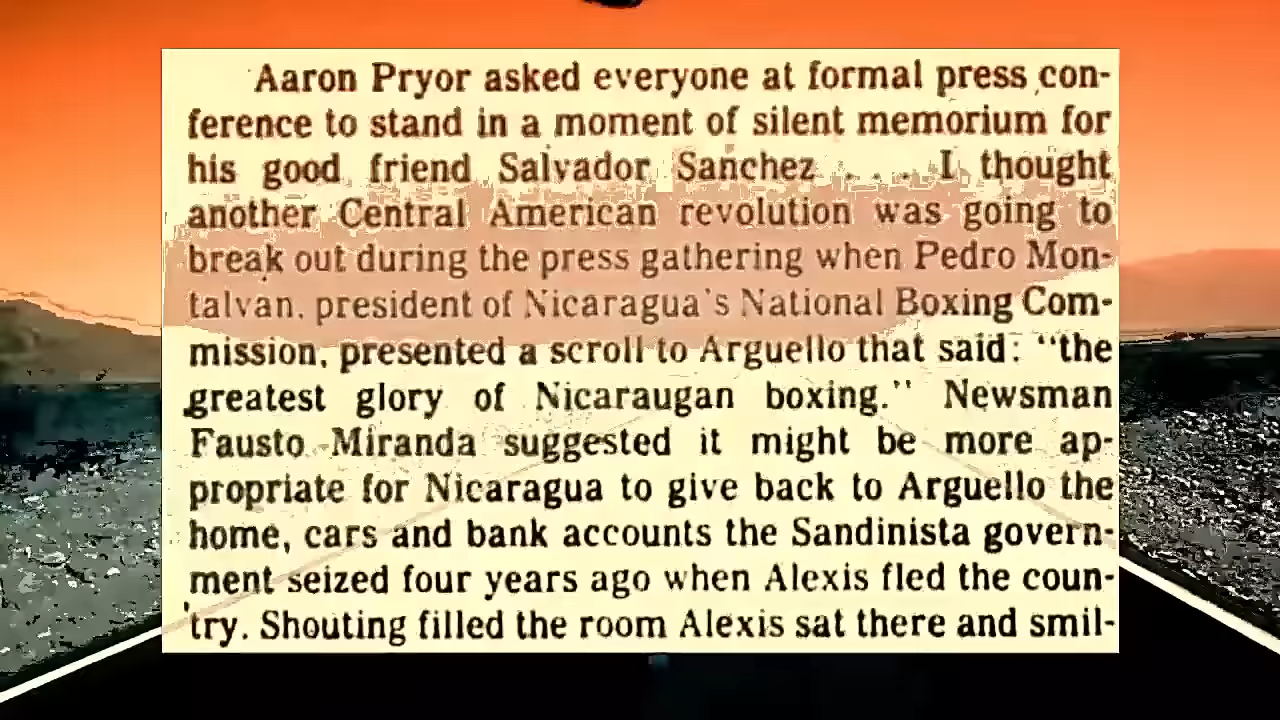 Aaron Pryor asked everyone at formal press con-
ference to stand in a moment of silent memorium for
his good friend Salvador Sanchez . . . I thought
another Central American revolution was going to
break out during the press gathering when Pedro Mon-
talvan, president of Nicaragua's National Boxing Com-
mission, presented a scroll to Arguello that said: "the
greatest glory of Nicaraugan boxing." Newsman
Fausto Miranda suggested it might be more ap-
propriate for Nicaragua to give back to Arguello the
home, cars and bank accounts the Sandinista govern-
ment seized four years ago when Alexis fled the coun-
try. Shouting filled the room Alexis sat there and smil-